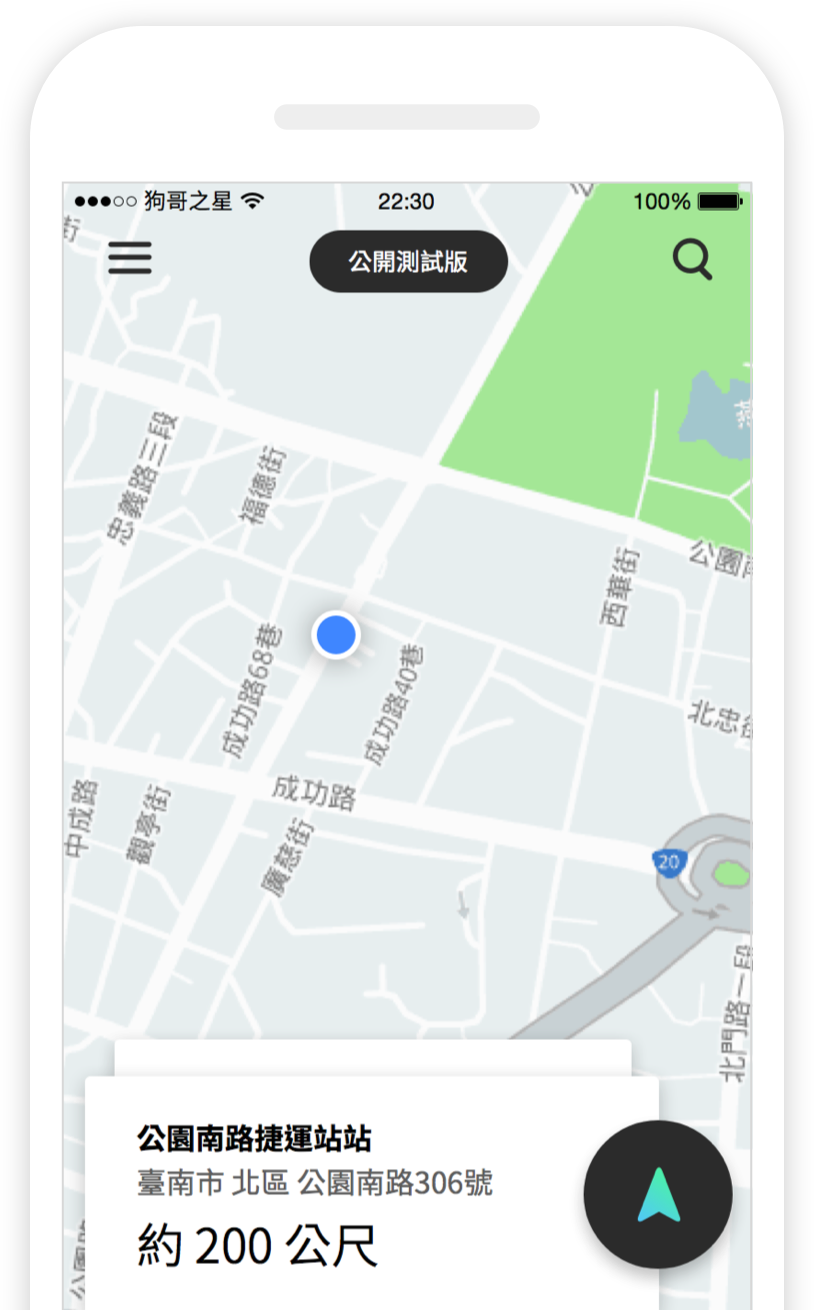 狗哥之星
22:30
100%
街
公開測試版
忠義路三段
福德街
西華街
公園南
成功路68巷
成功路40巷
北忠街
成功路
中成路
觀亭街
廣慈街
20
北門路一段
公園南路捷運站站
臺南市 北區 公園南路306號
約 200 公尺
公園路